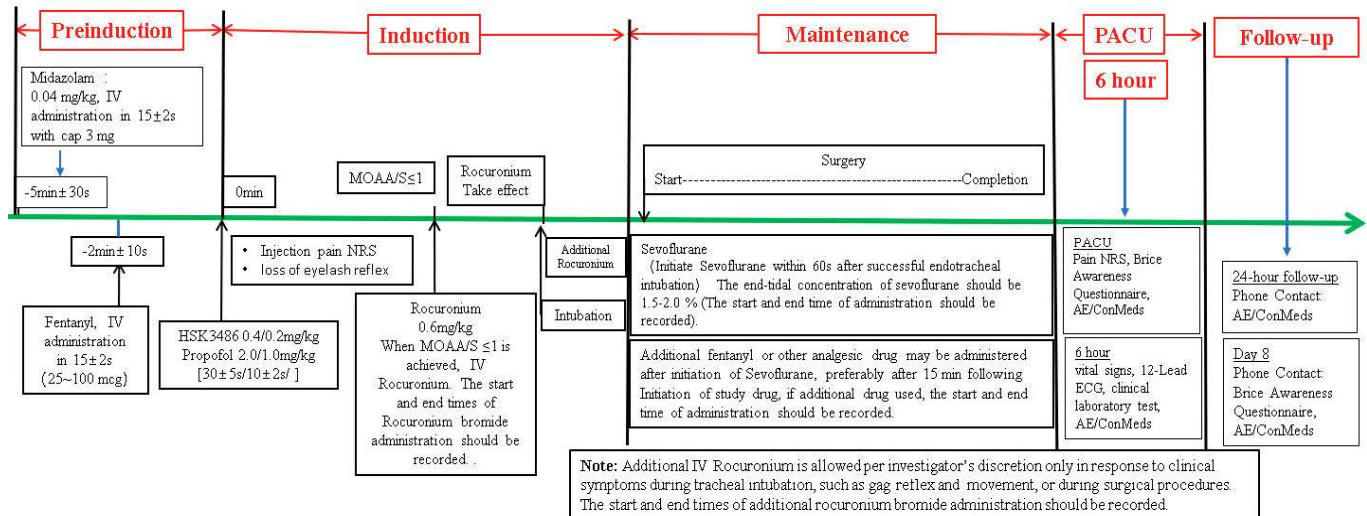 Preinduction
Induction
Maintenance
PACU
Follow-up
6 hour
Midazolam :
0.04 mg/kg, IV
administration in 15±2s
with cap 3 mg
-5min± 30s
0min
MOAA/S≤1
Rocuronium
Take effect
Surgery
Start--------------------------------------------------Completion
-2min± 10s
• Injection pain NRS
• loss of eyelash reflex
Additional
Rocuronium
Intubation
Fentanyl, IV
administration
in 15±2s
(25~100 mcg)
HSK3486 0.4/0.2mg/kg
Propofol 2.0/1.0mg/kg
[30±5s/10±2s/ ]
Rocuronium
0.6mg/kg
When MOAA/S ≤1 is
achieved, IV
Rocuronium. The start
and end times of
Rocuronium bromide
administration should be
recorded. .
Sevoflurane
(Initiate Sevoflurane within 60s after successful endotracheal
intubation) The end-tidal concentration of sevoflurane should be
1.5-2.0 % (The start and end time of administration should be
recorded).
Additional fentanyl or other analgesic drug may be administered
after initiation of Sevoflurane, preferably after 15 min following
Initiation of study drug, if additional drug used, the start and end
time of administration should be recorded.
PACU
Pain NRS, Brice
Awareness
Questionnaire,
AE/ConMeds
6 hour
vital signs, 12-Lead
ECG, clinical
laboratory test,
AE/ConMeds
24-hour follow-up
Phone Contact:
AE/ConMeds
Day 8
Phone Contact:
Brice Awareness
Questionnaire,
AE/ConMeds
Note: Additional IV Rocuronium is allowed per investigator's discretion only in response to clinical
symptoms during tracheal intubation, such as gag reflex and movement, or during surgical procedures.
The start and end times of additional rocuronium bromide administration should be recorded.